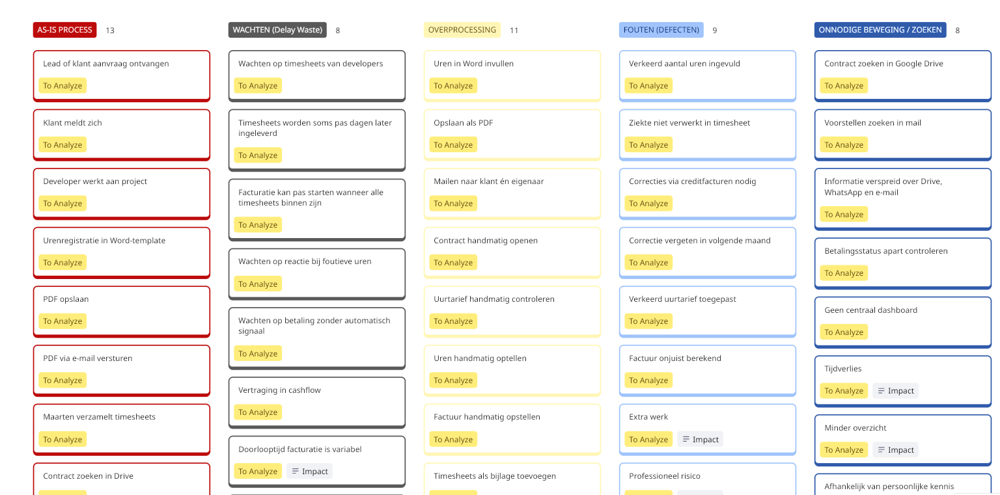 AS-IS PROCESS 13
Lead of klant aanvraag ontvangen
To Analyze
Klant meldt zich
To Analyze
Developer werkt aan project
To Analyze
Urenregistratie in Word-template
To Analyze
PDF opslaan
To Analyze
PDF via e-mail versturen
To Analyze
Maarten verzamelt timesheets
To Analyze
Contract zoeken in Drive
WACHTEN (Delay Waste) 8
Wachten op timesheets van developers
To Analyze
Timesheets worden soms pas dagen later
ingeleverd
To Analyze
Facturatie kan pas starten wanneer alle
timesheets binnen zijn
To Analyze
Wachten op reactie bij foutieve uren
To Analyze
Wachten op betaling zonder automatisch
signaal
To Analyze
Vertraging in cashflow
To Analyze
Doorlooptijd facturatie is variabel
To Analyze Impact
OVERPROCESSING 11
Uren in Word invullen
To Analyze
Opslaan als PDF
To Analyze
Mailen naar klant én eigenaar
To Analyze
Contract handmatig openen
To Analyze
Uurtarief handmatig controleren
To Analyze
Uren handmatig optellen
To Analyze
Factuur handmatig opstellen
To Analyze
Timesheets als bijlage toevoegen
FOUTEN (DEFECTEN) 9
Verkeerd aantal uren ingevuld
To Analyze
Ziekte niet verwerkt in timesheet
To Analyze
Correcties via creditfacturen nodig
To Analyze
Correctie vergeten in volgende maand
To Analyze
Verkeerd uurtarief toegepast
To Analyze
Factuur onjuist berekend
To Analyze
Extra werk
To Analyze Impact
Professioneel risico
ONNODIGE BEWEGING / ZOEKEN 8
Contract zoeken in Google Drive
To Analyze
Voorstellen zoeken in mail
To Analyze
Informatie verspreid over Drive,
WhatsApp en e-mail
To Analyze
Betalingsstatus apart controleren
To Analyze
Geen centraal dashboard
To Analyze
Tijdverlies
To Analyze Impact
Minder overzicht
To Analyze Impact
Afhankelijk van persoonlijke kennis